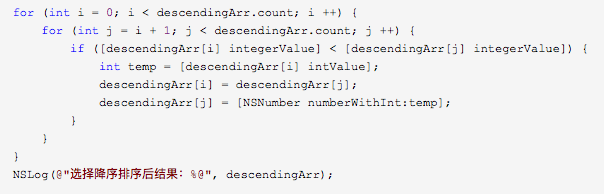 for (int i = 0; i < descendingArr.count; i ++) {
    for (int j = i + 1; j < descendingArr.count; j ++) {
        if ([descendingArr[i] integerValue] < [descendingArr[j] integerValue]) {
            int temp = [descendingArr[i] intValue];
            descendingArr[i] = descendingArr[j];
            descendingArr[j] = [NSNumber numberWithInt:temp];
        }
    }
}
NSLog(@"选择降序排序后结果：%@", descendingArr);